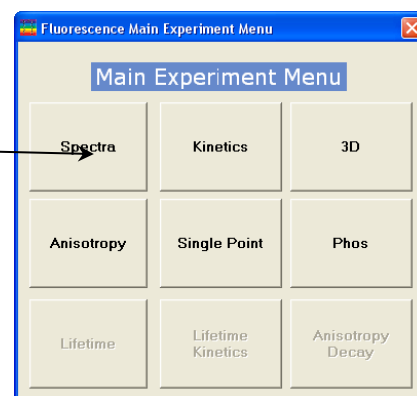 Fluorescence Main Experiment Menu
Main Experiment Menu
Spectra Kinetics 3D
Anisotropy Single Point Phos
Lifetime Lifetime Kinetics Anisotropy Decay